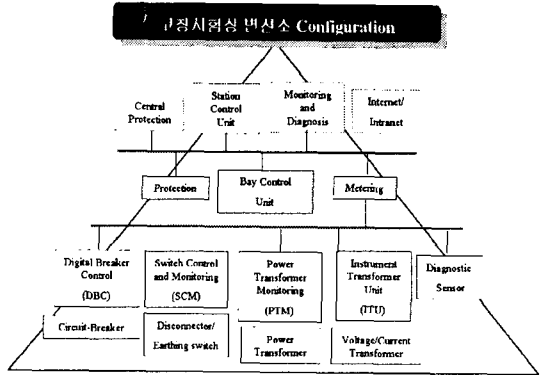 변전소 Configuration
Central
Protection
Station
Control
Unit
Monitoring
and
Diagnosis
Internet/
Intranet
Protection
Bay Control
Unit
Metering
Digital Breaker
Control
(DBC)
Switch Control
and Monitoring
(SCM)
Power
Transformer
Monitoring
(PTM)
Instrument
Transformer
Unit
(ITU)
Diagnostic
Sensor
Circuit-Breaker
Disconnector/
Earthing switch
Power
Transformer
Voltage/Current
Transformer